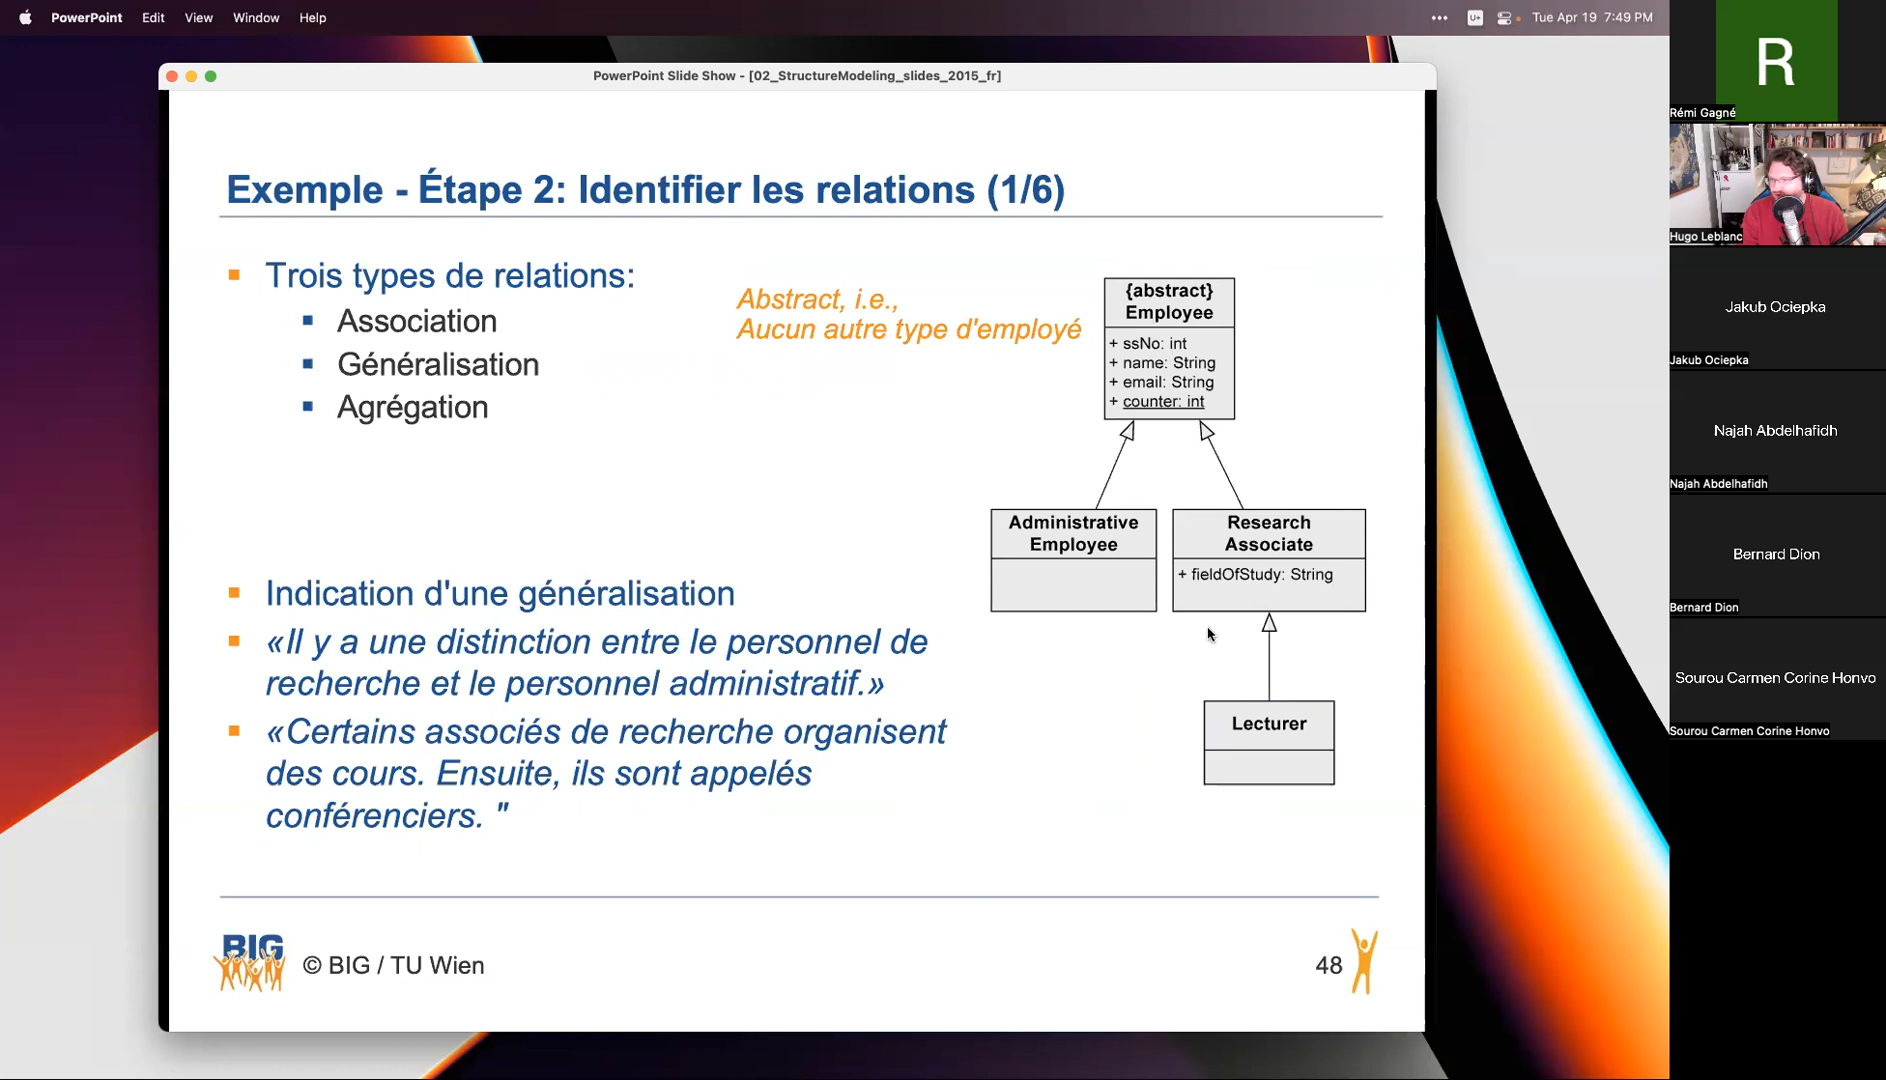 PowerPoint Edit View Window Help
Tue Apr 19 7:49 PM
PowerPoint Slide Show - [02_StructureModeling_slides_2015_fr]
Exemple - Étape 2: Identifier les relations (1/6)
Trois types de relations:
Association
Généralisation
Agrégation
Abstract, i.e.,
Aucun autre type d'employé
{abstract}
Employee
+ ssNo: int
+ name: String
+ email: String
+ counter: int
Administrative
Employee
Research
Associate
+ fieldOfStudy: String
Lecturer
Indication d'une généralisation
«Il y a une distinction entre le personnel de
recherche et le personnel administratif.»
«Certains associés de recherche organisent
des cours. Ensuite, ils sont appelés
conférenciers. "
BIG
© BIG / TU Wien
48
R
Rémi Gagné
Hugo Leblanc
Jakub Ociepka
Jakub Ociepka
Najah Abdelhafidh
Najah Abdelhafidh
Bernard Dion
Bernard Dion
Sourou Carmen Corine Honvo
Sourou Carmen Corine Honvo